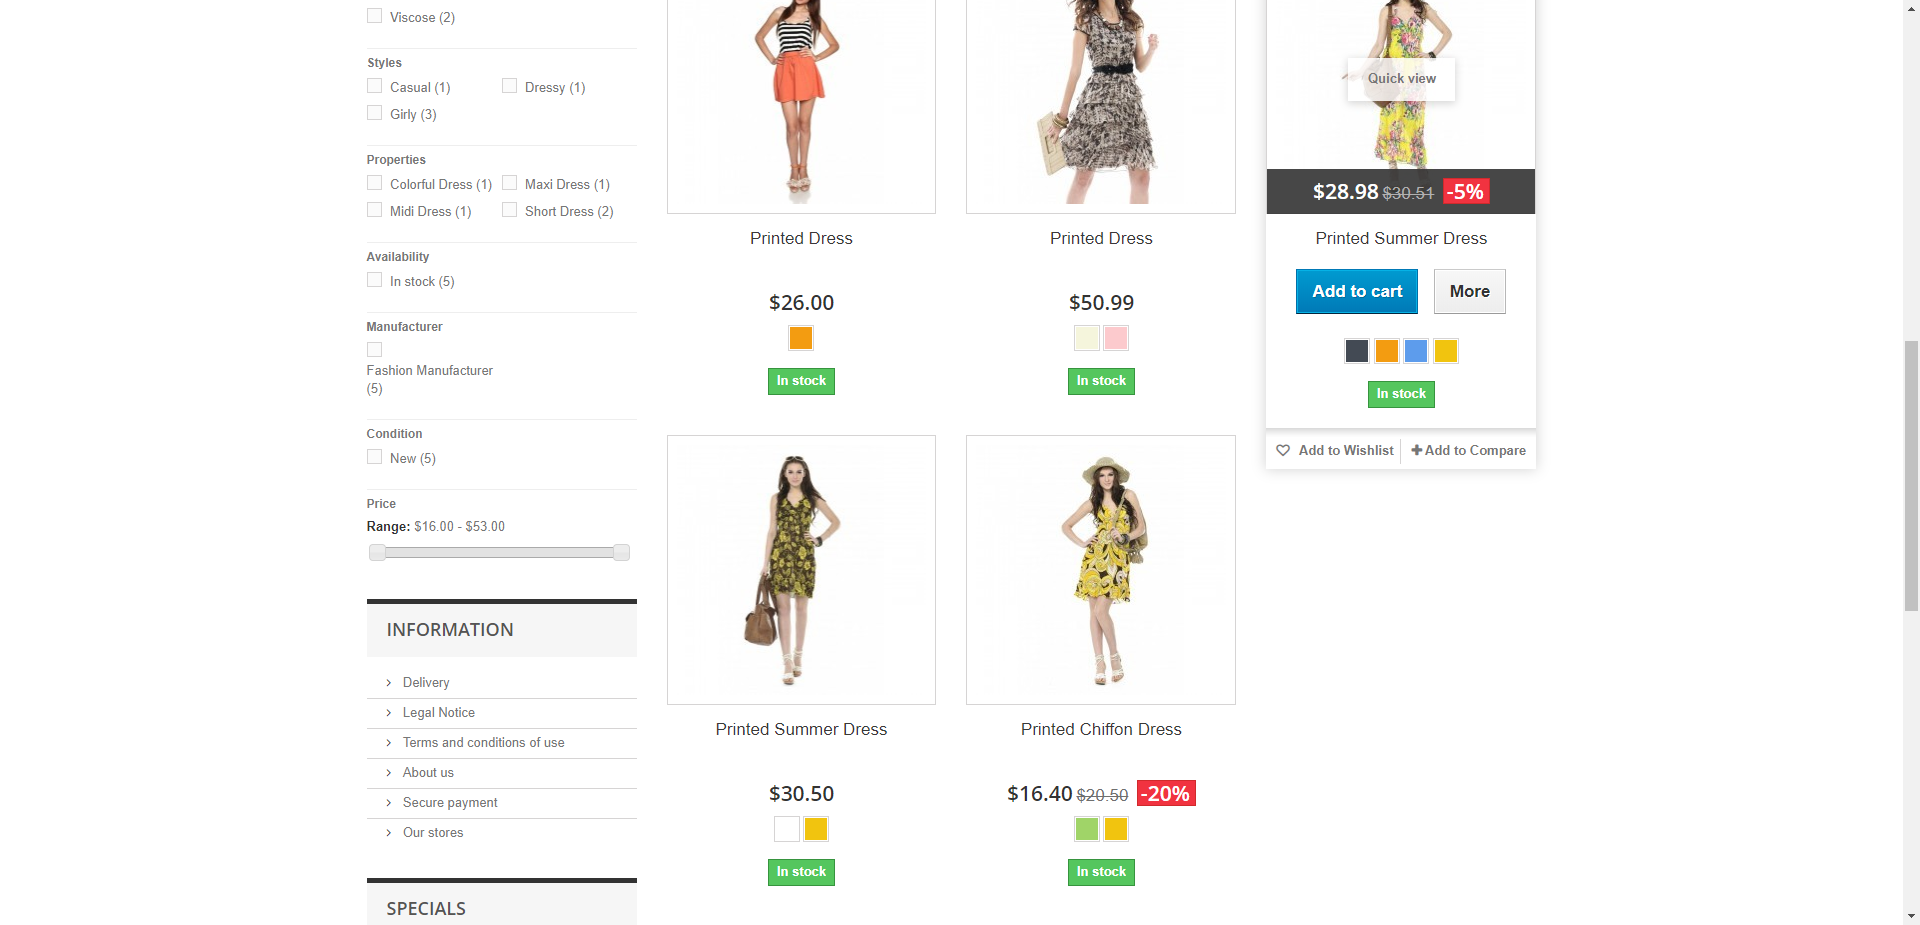 Viscose (2)
Styles
Casual (1)
Dressy (1)
Girly (3)
Properties
Colorful Dress (1)
Maxi Dress (1)
Midi Dress (1)
Short Dress (2)
Availability
In stock (5)
Manufacturer
Fashion Manufacturer
(5)
Condition
New (5)
Price
Range: $16.00 - $53.00
INFORMATION
Delivery
Legal Notice
Terms and conditions of use
About us
Secure payment
Our stores
SPECIALS
Printed Dress
$26.00
In stock
Printed Dress
$50.99
In stock
Quick view
$28.98 $30.51 -5%
Printed Summer Dress
Add to cart
More
In stock
Add to Wishlist
Add to Compare
Printed Summer Dress
$30.50
In stock
Printed Chiffon Dress
$16.40 $20.50 -20%
In stock